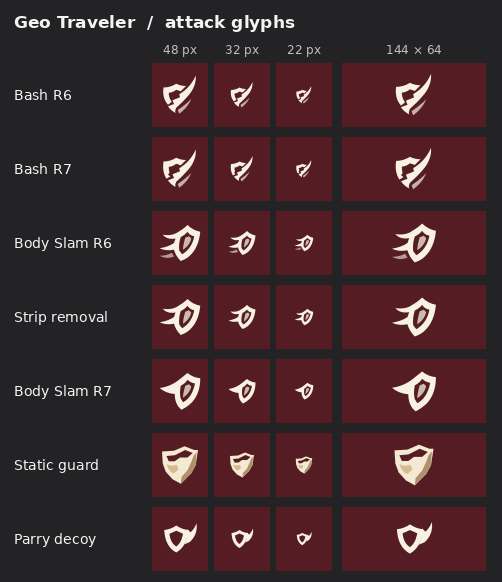 Geo Traveler / attack glyphs
48 px 32 px 22 px 144 × 64
Bash R6
Bash R7
Body Slam R6
Strip removal
Body Slam R7
Static guard
Parry decoy